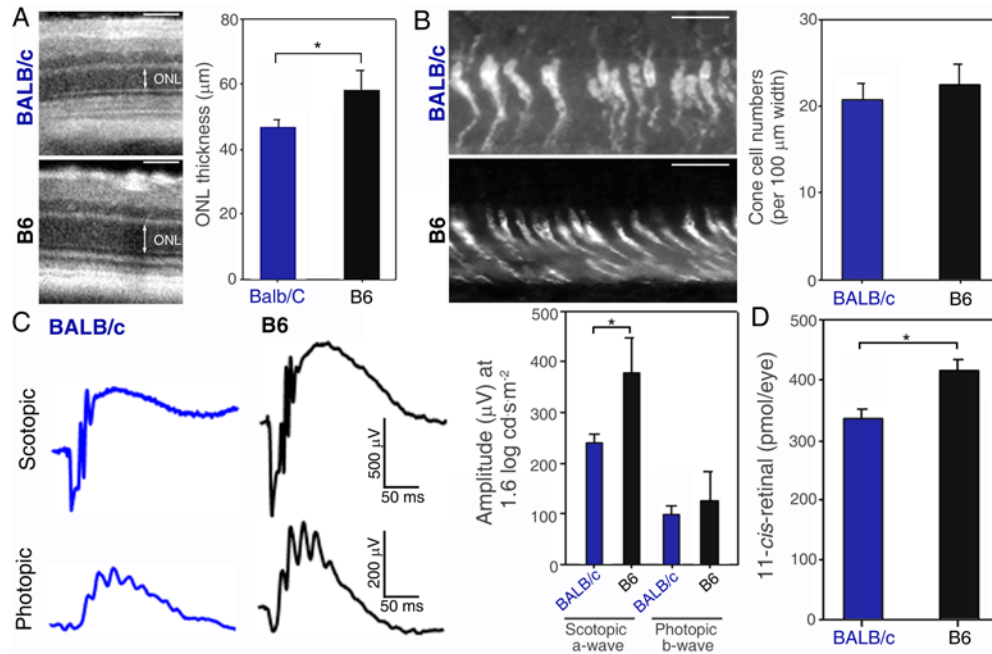 A
BALB/c
ONL
B6
ONL
ONL thickness (μm)
80
60
40
20
0
*
Balb/C
B6
B
BALB/c
B6
Cone cell numbers
(per 100 μm width)
30
20
10
0
BALB/c
B6
C
BALB/c
B6
Scotopic
500 μV
50 ms
Photopic
200 μV
50 ms
Amplitude (μV) at
1.6 log cd·s·m-2
500
400
300
200
100
0
*
BALB/c
B6
BALB/c
B6
Scotopic
a-wave
Photopic
b-wave
D
11-cis-retinal (pmol/eye)
500
400
300
200
100
0
*
BALB/c
B6